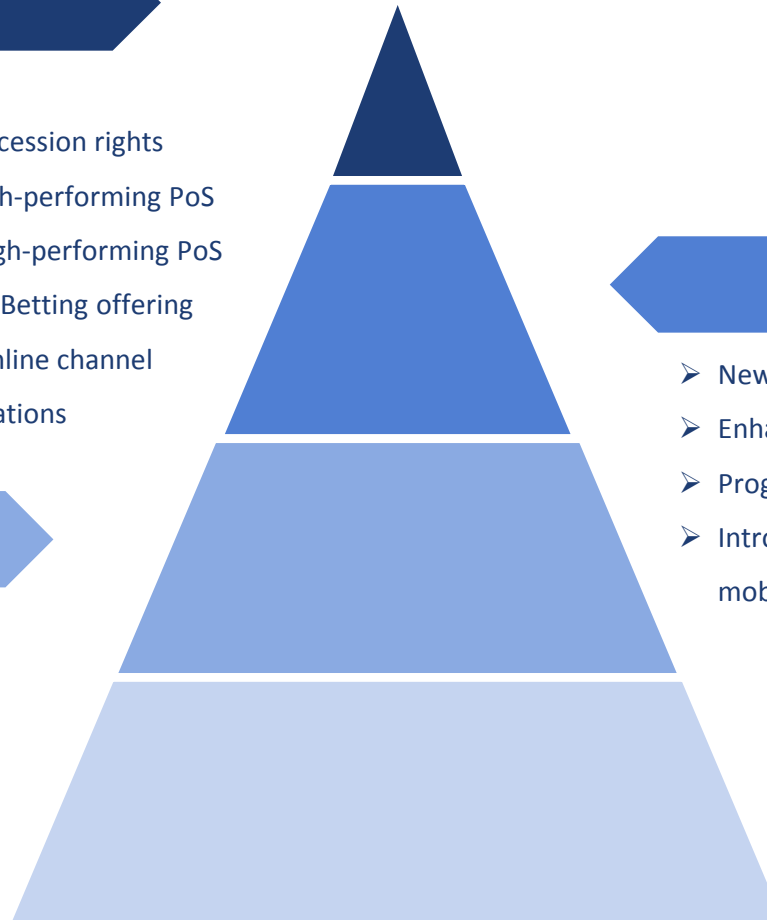 cession rights
h-performing PoS
gh-performing PoS
Betting offering
nline channel
ations
New
Enha
Prog
Intro
mob